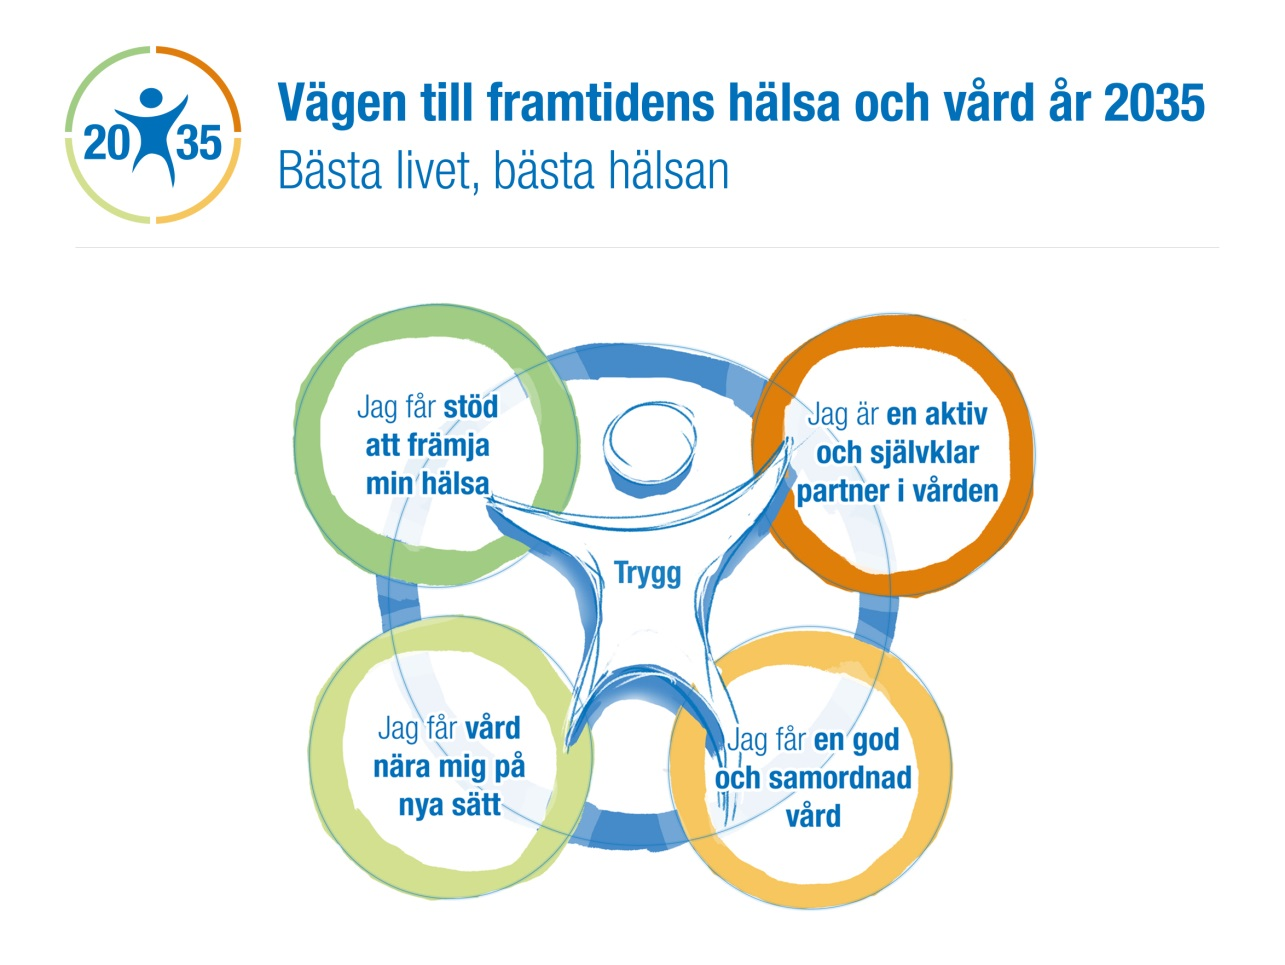 20 35
Vägen till framtidens hälsa och vård år 2035
Bästa livet, bästa hälsan
Jag får stöd
att främja
min hälsa
Jag är en aktiv
och självklar
partner i vården
Trygg
Jag får vård
nära mig på
nya sätt
Jag får en god
och samordnad
vård